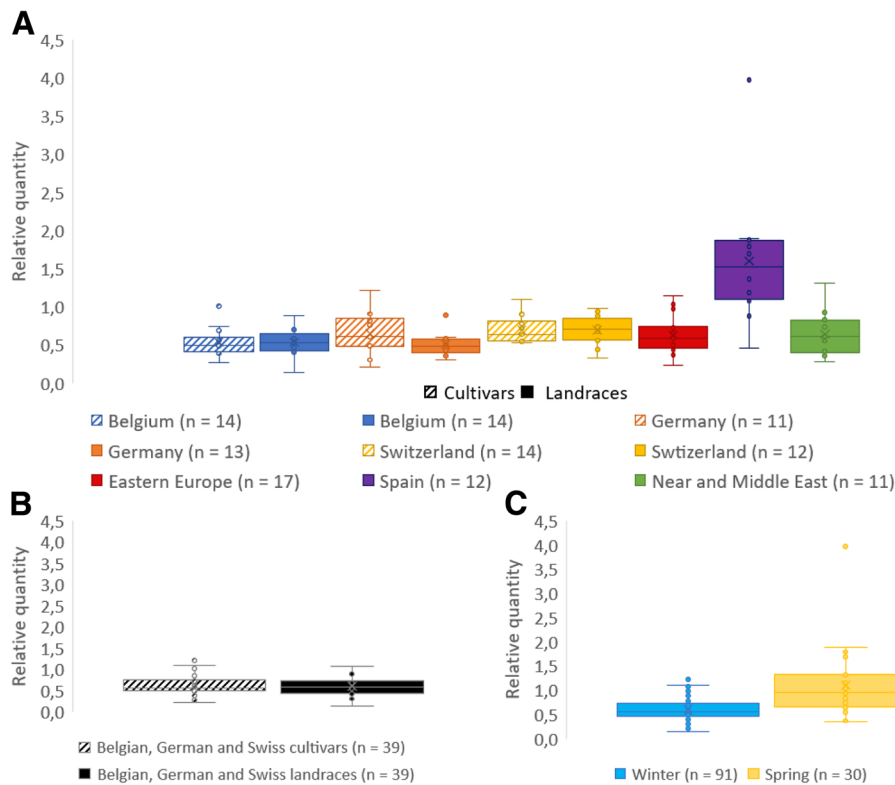 A
4,5
4,0
3,5
3,0
2,5
2,0
1,5
1,0
0,5
0,0
Relative quantity
Cultivars Landraces
Belgium (n = 14) Belgium (n = 14) Germany (n = 11)
Germany (n = 13) Switzerland (n = 14) Swtizerland (n = 12)
Eastern Europe (n = 17) Spain (n = 12) Near and Middle East (n = 11)
B
4,5
4,0
3,5
3,0
2,5
2,0
1,5
1,0
0,5
0,0
Relative quantity
Belgian, German and Swiss cultivars (n = 39)
Belgian, German and Swiss landraces (n = 39)
C
4,5
4,0
3,5
3,0
2,5
2,0
1,5
1,0
0,5
0,0
Relative quantity
Winter (n = 91) Spring (n = 30)